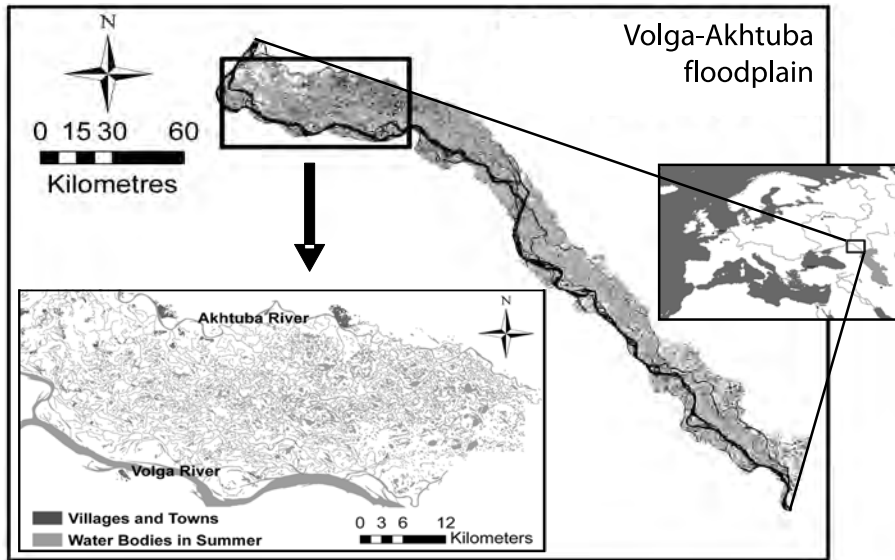 Volga-Akhtuba
floodplain
N
0 15 30 60
Kilometres
Akhtuba River
N
Volga River
Villages and Towns
Water Bodies in Summer
0 3 6 12
Kilometers